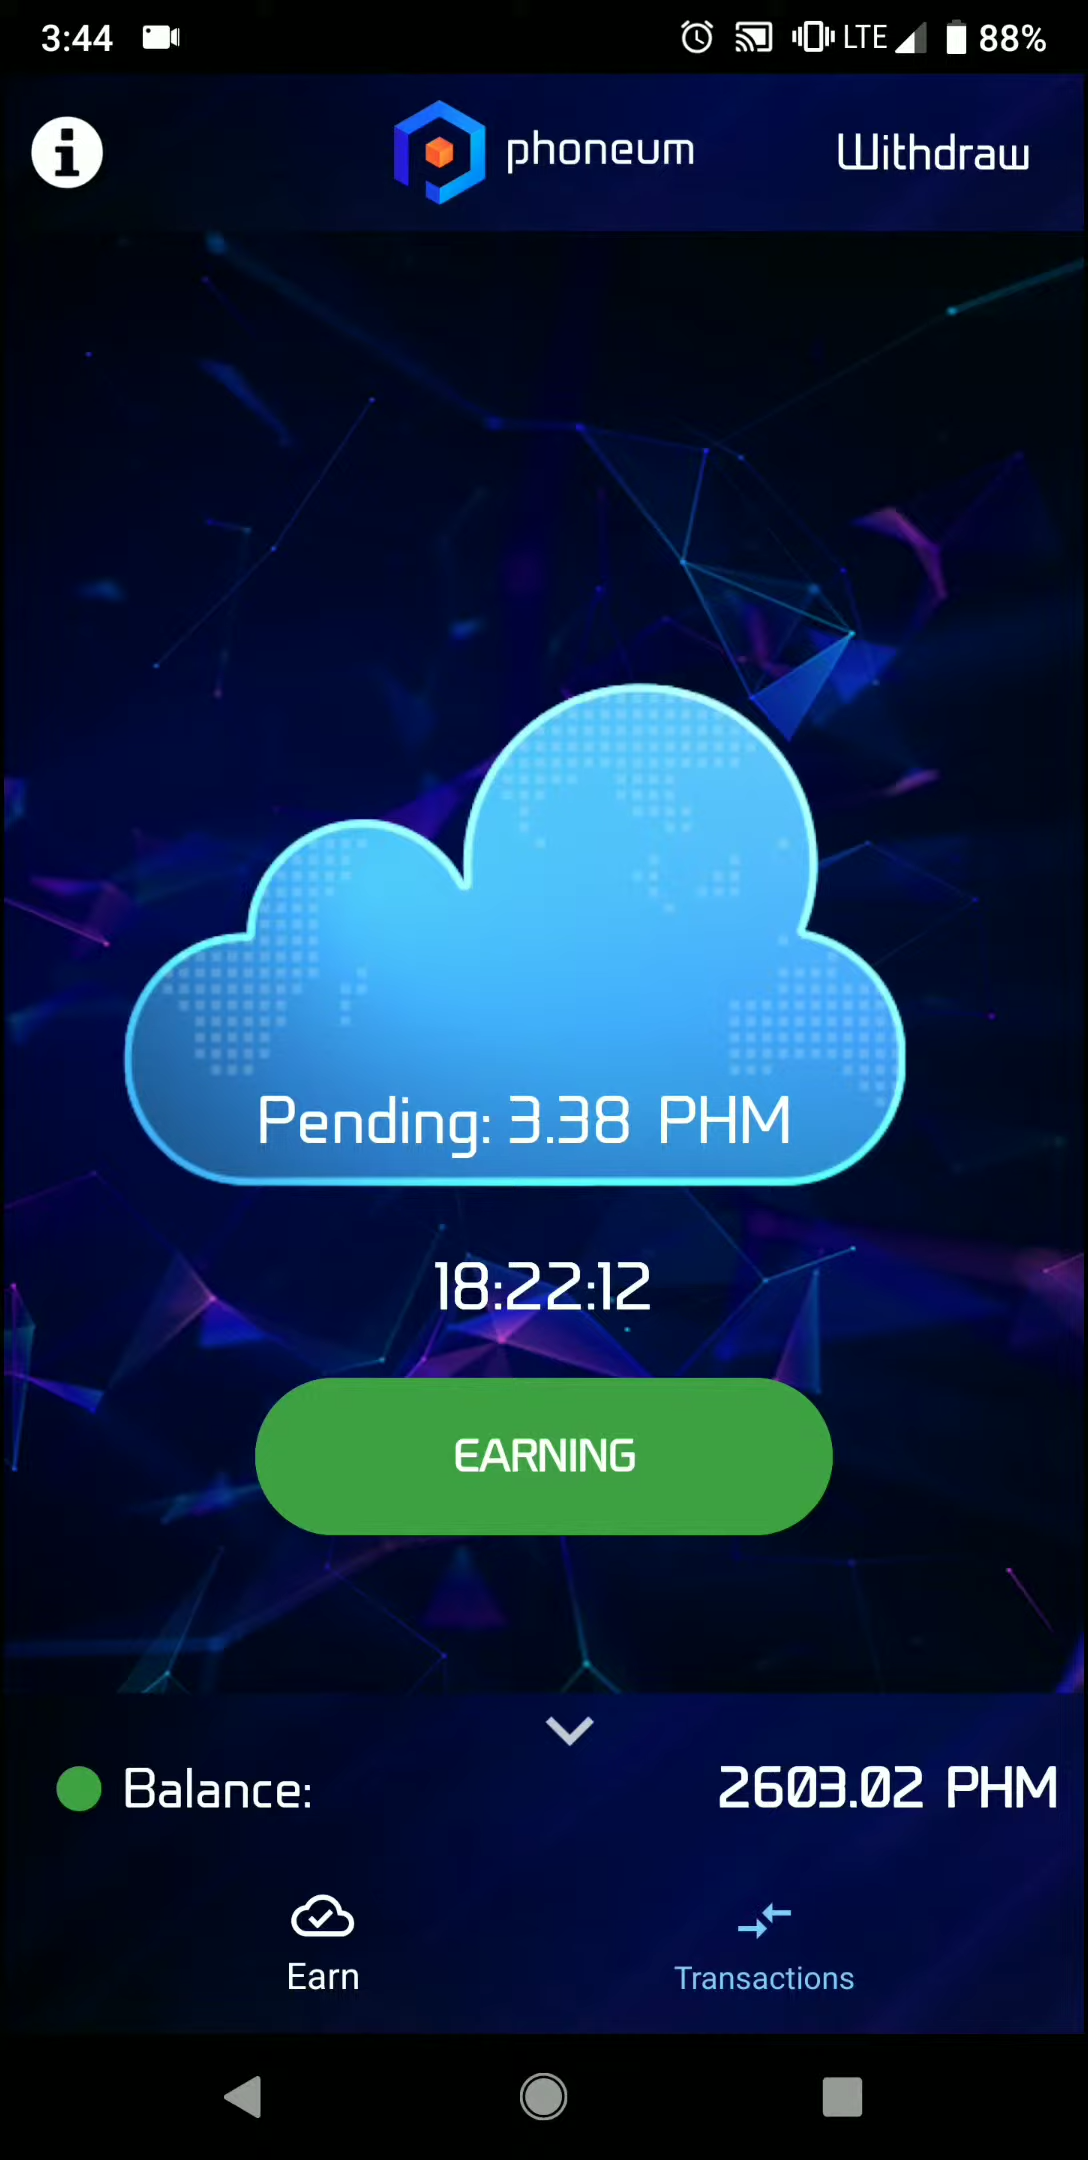 3:44 LTE 88%
phoneum Withdraw
Pending: 3.38 PHM
18:22:12
EARNING
Balance: 2603.02 PHM
Earn Transactions